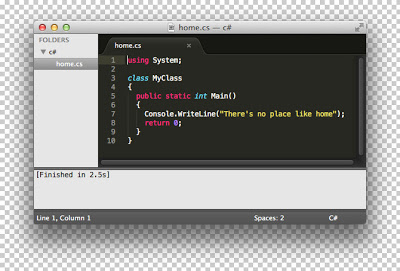 home.cs — c#
FOLDERS
c#
home.cs
home.cs
1 using System;
2
3 class MyClass
4 {
5 public static int Main()
6 {
7 Console.WriteLine("There's no place like home");
8 return 0;
9 }
10 }
[Finished in 2.5s]
Line 1, Column 1
Spaces: 2
C#